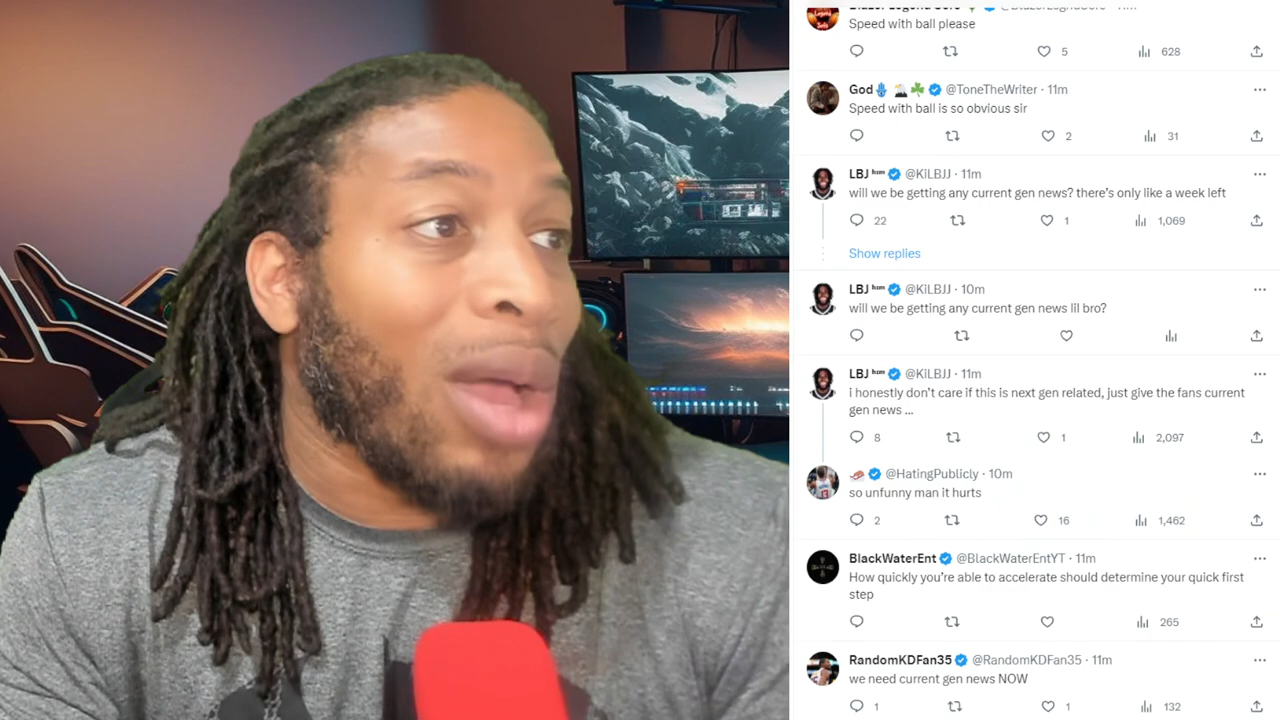 Speed with ball please
5 628
God @ToneTheWriter · 11m
Speed with ball is so obvious sir
2 31
LBJ @KiLBJJ · 11m
will we be getting any current gen news? there's only like a week left
22 1 1,069
Show replies
LBJ @KiLBJJ · 10m
will we be getting any current gen news lil bro?
LBJ @KiLBJJ · 11m
i honestly don't care if this is next gen related, just give the fans current
gen news ...
8 1 2,097
@HatingPublicly · 10m
so unfunny man it hurts
2 16 1,462
BlackWaterEnt @BlackWaterEntYT · 11m
How quickly you're able to accelerate should determine your quick first
step
265
RandomKDFan35 @RandomKDFan35 · 11m
we need current gen news NOW
1 1 132